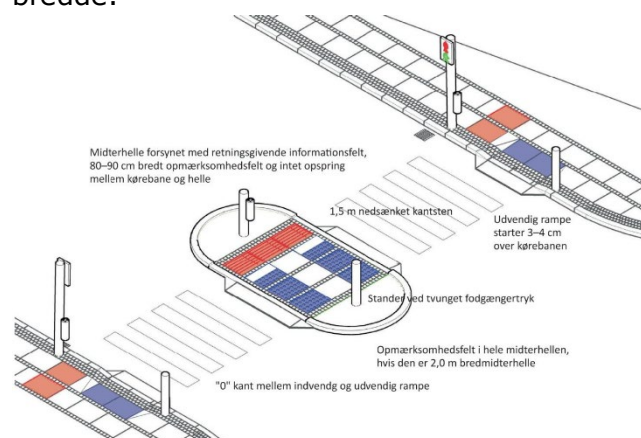 bredde.
Midterhelle forsynet med retningsgivende informationsfelt,
80–90 cm bredt opmærksomhedsfelt og intet opspring
mellem kørebane og helle
1,5 m nedsænket kantsten
Udvendig rampe
starter 3–4 cm
over kørebanen
Stander ved tvunget fodgængertryk
Opmærksomhedsfelt i hele midterhellen,
hvis den er 2,0 m bredmidterhelle
"0" kant mellem indvendg og udvendig rampe